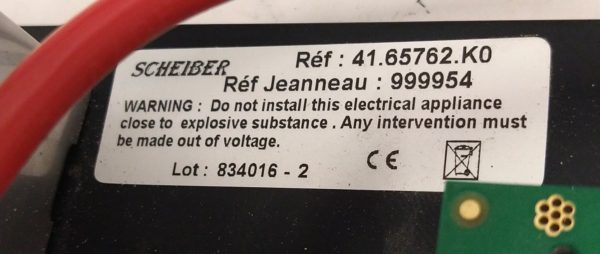 SCHEIBER Réf : 41.65762.K0
Réf Jeanneau : 999954
WARNING : Do not install this electrical appliance
close to explosive substance . Any intervention must
be made out of voltage.
Lot : 834016 - 2 CE